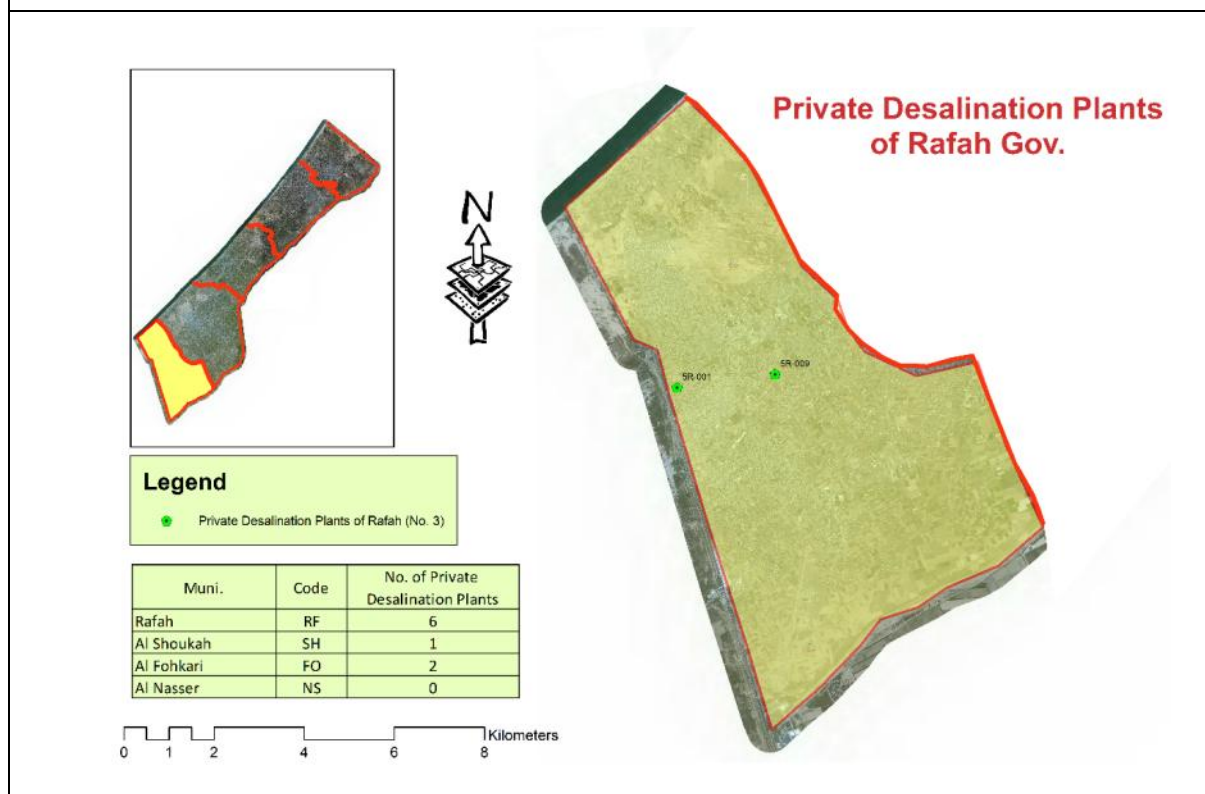 Private Desalination Plants
of Rafah Gov.
N
5R-001
5R-009
Legend
Private Desalination Plants of Rafah (No. 3)
Muni. Code No. of Private Desalination Plants
Rafah RF 6
Al Shoukah SH 1
Al Fohkari FO 2
Al Nasser NS 0
Kilometers
0 1 2 4 6 8